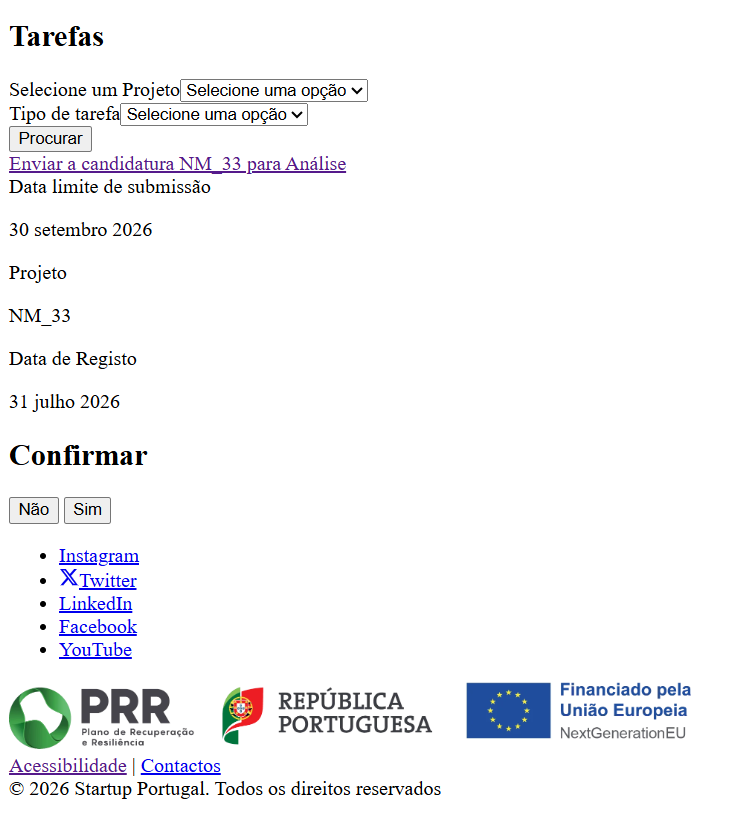 Tarefas
Selecione um Projeto Selecione uma opção
Tipo de tarefa Selecione uma opção
Procurar
Enviar a candidatura NM_33 para Análise
Data limite de submissão
30 setembro 2026
Projeto
NM_33
Data de Registo
31 julho 2026
Confirmar
Não Sim
Instagram
Twitter
LinkedIn
Facebook
YouTube
PRR
Plano de Recuperação
e Resiliência
REPÚBLICA
PORTUGUESA
Financiado pela
União Europeia
NextGenerationEU
Acessibilidade | Contactos
© 2026 Startup Portugal. Todos os direitos reservados